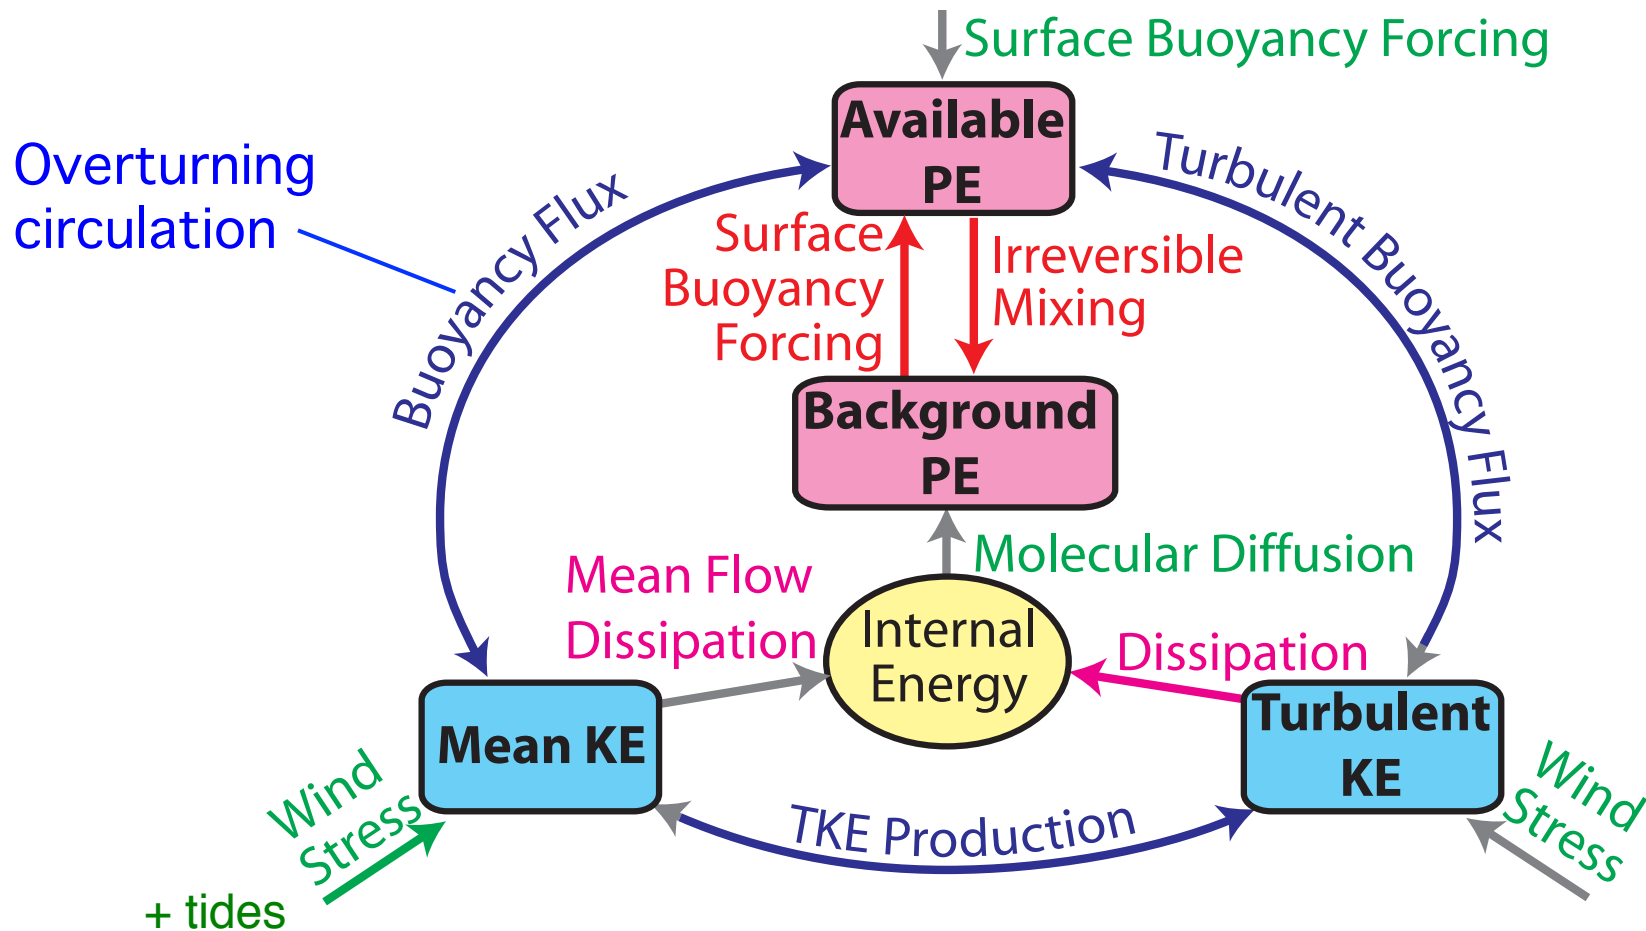 Surface Buoyancy Forcing
Available
PE
Overturning
circulation
Buoyancy Flux
Turbulent Buoyancy Flux
Surface
Buoyancy
Forcing
Irreversible
Mixing
Background
PE
Molecular Diffusion
Mean Flow
Dissipation
Internal
Energy
Dissipation
Mean KE
Turbulent
KE
Wind
Stress
TKE Production
Wind
Stress
+ tides